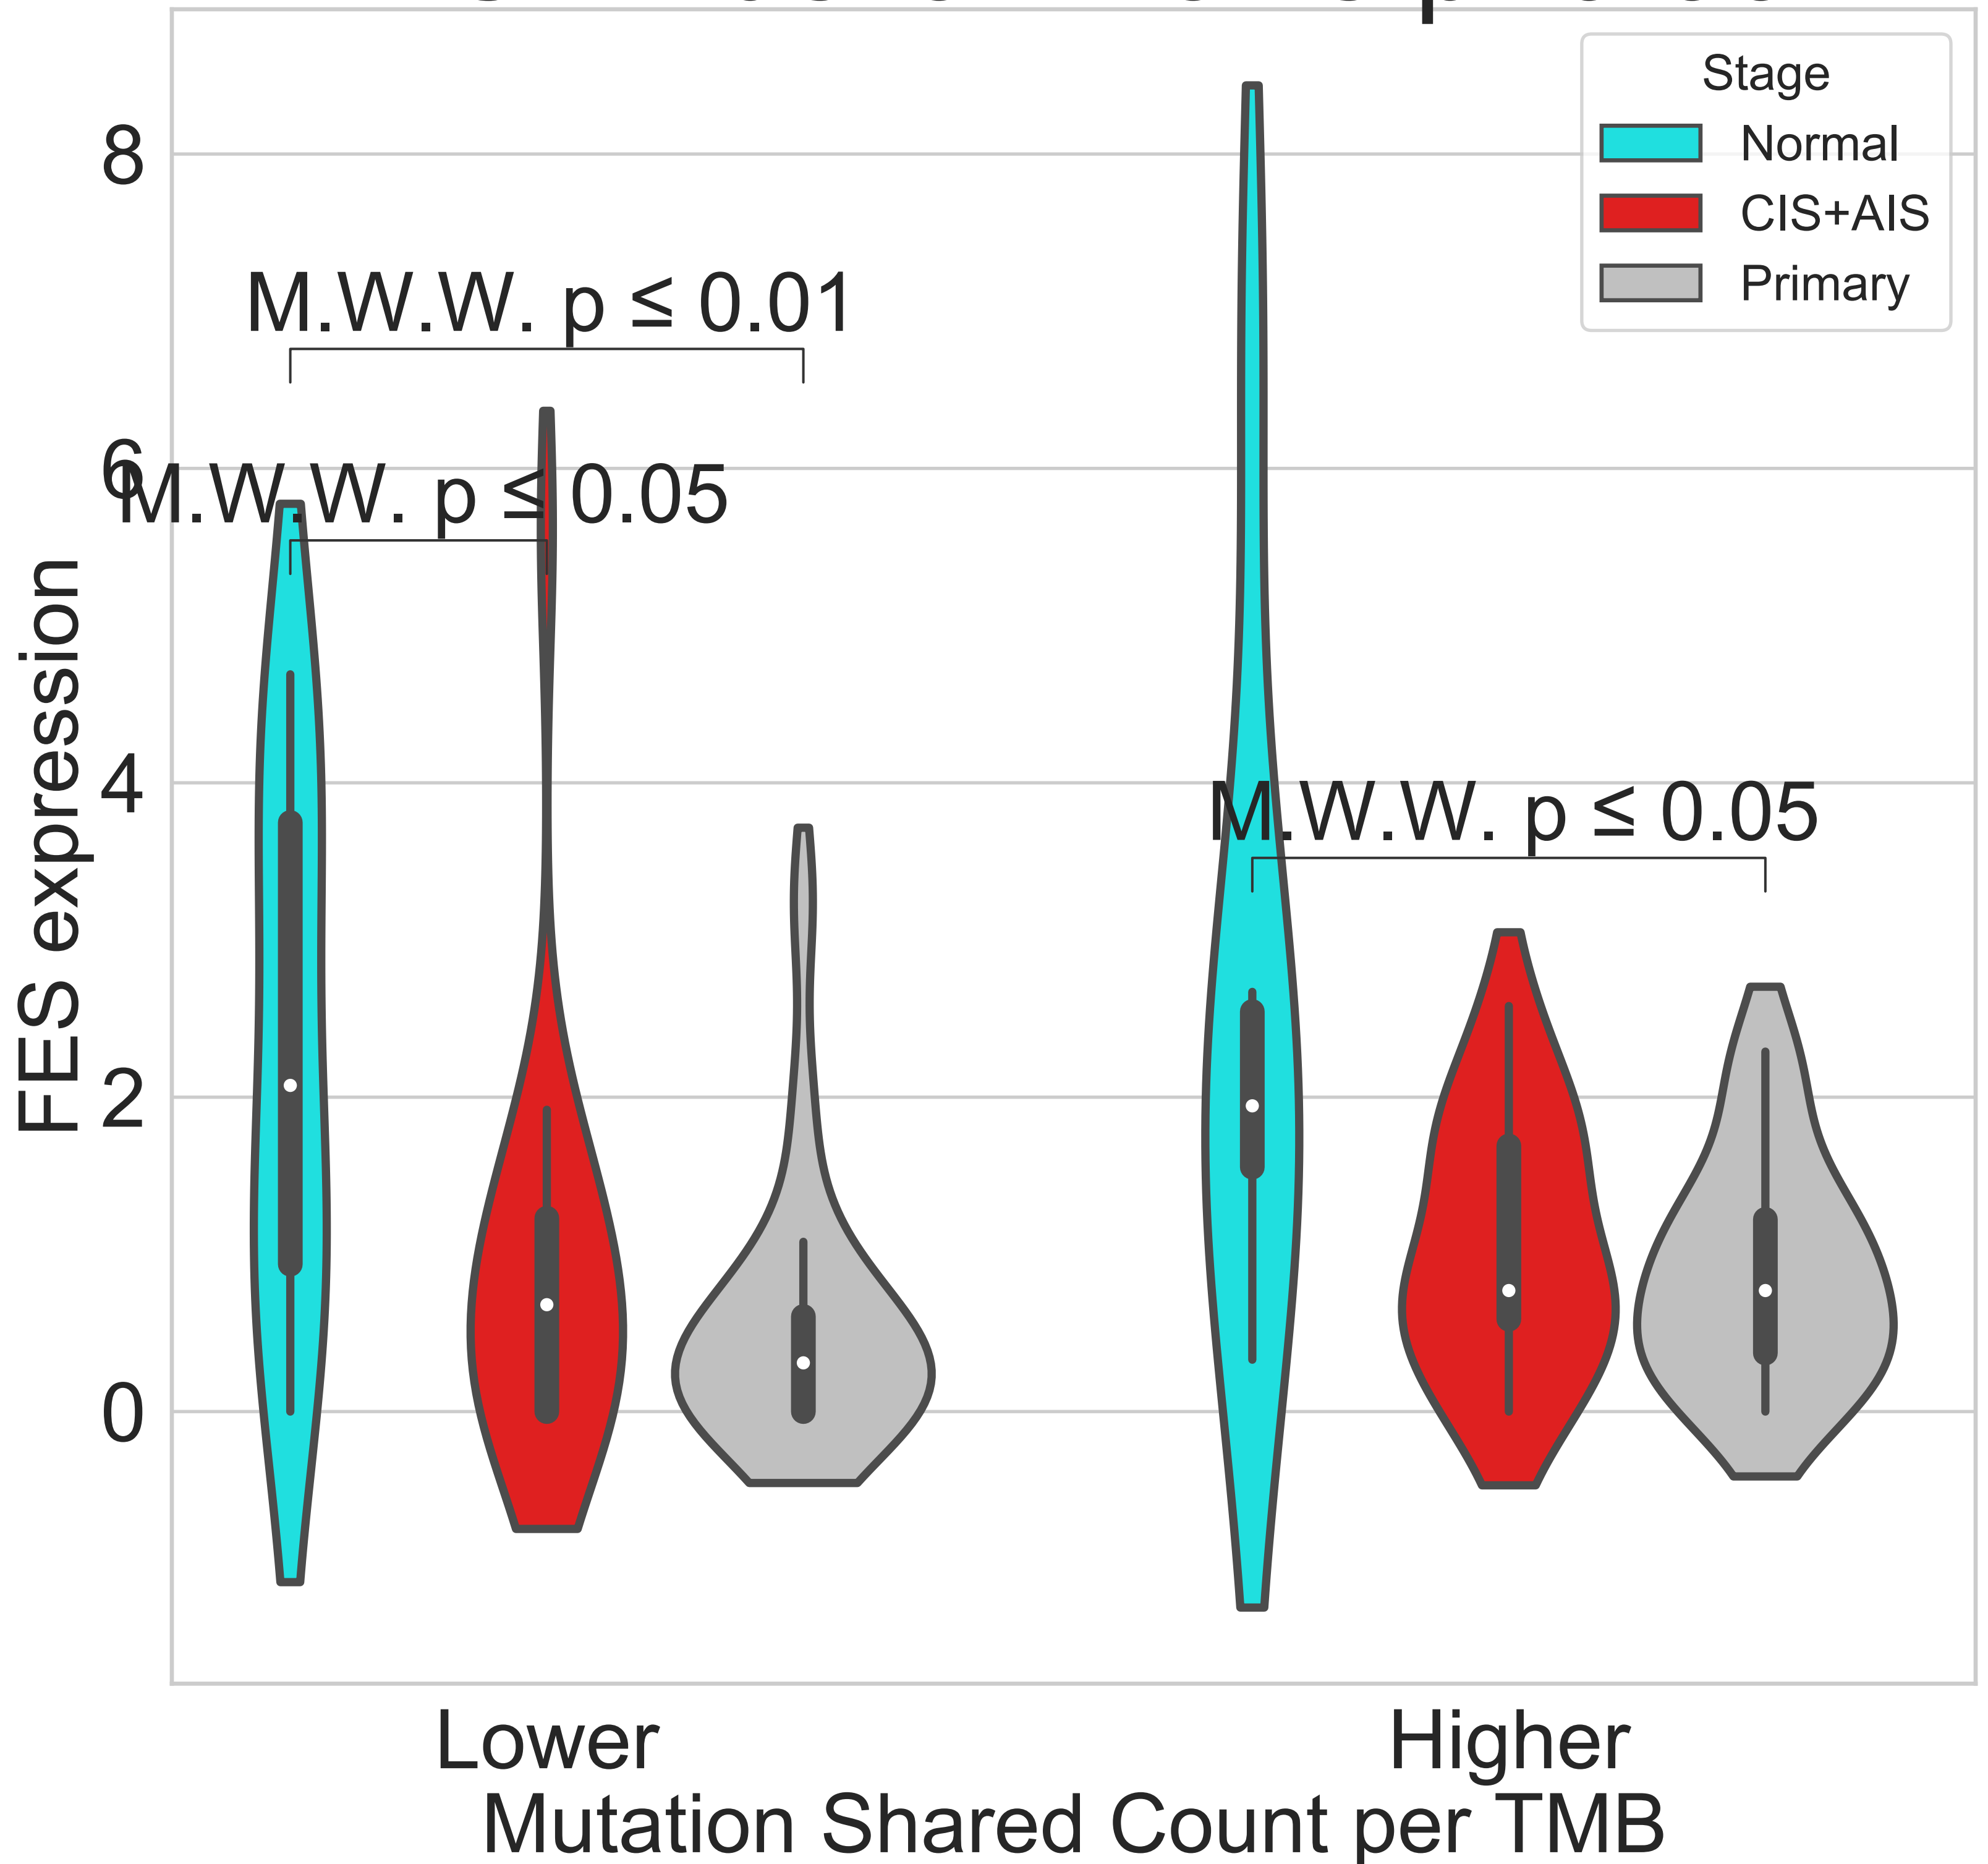 Stage
Normal
CIS+AIS
Primary
8
6
4
2
0
FES expression
M.W.W. p ≤ 0.01
M.W.W. p ≤ 0.05
M.W.W. p ≤ 0.05
Lower
Higher
Mutation Shared Count per TMB